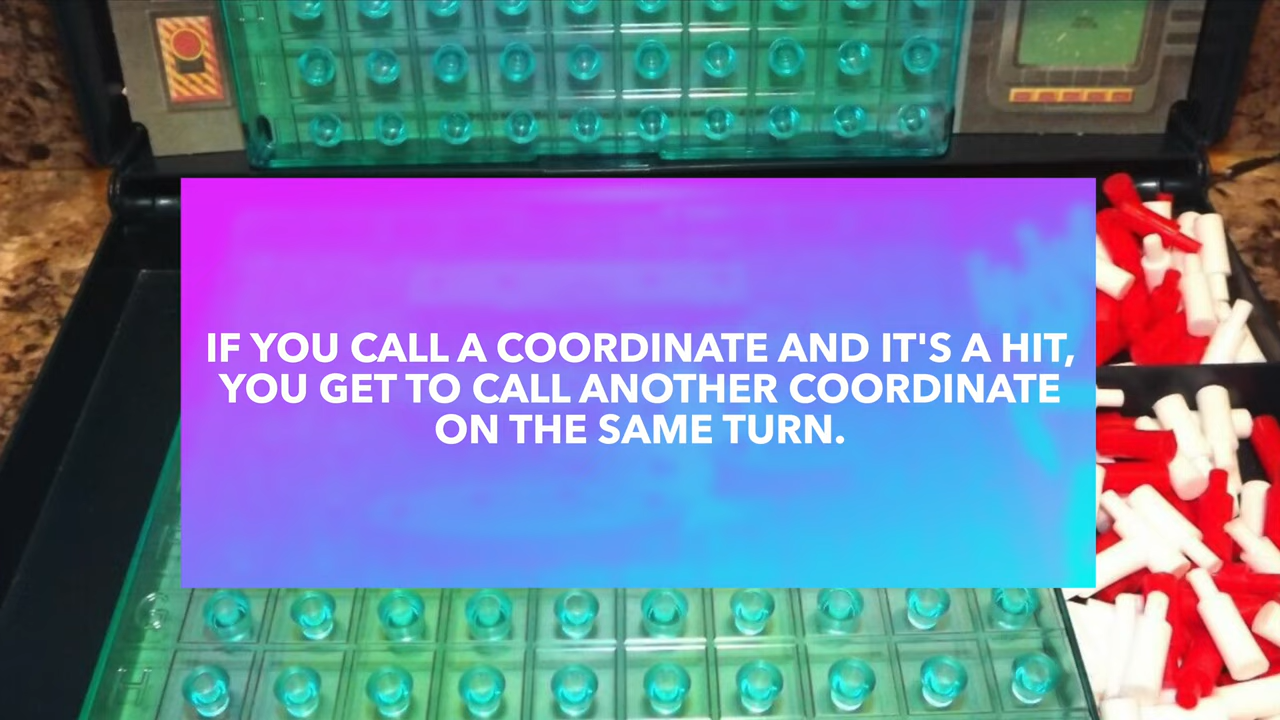 IF YOU CALL A COORDINATE AND IT'S A HIT,
YOU GET TO CALL ANOTHER COORDINATE
ON THE SAME TURN.